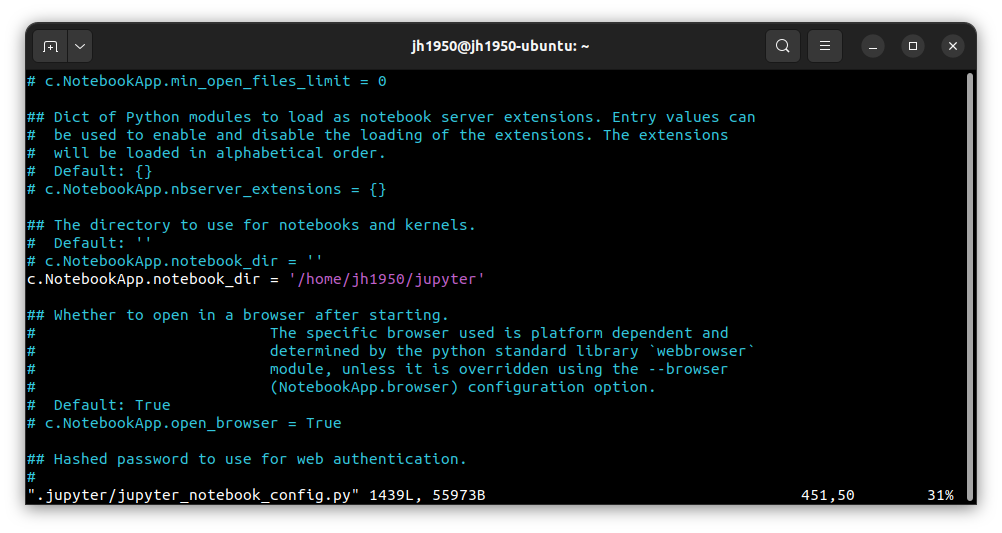 jh1950@jh1950-ubuntu: ~
# c.NotebookApp.min_open_files_limit = 0
## Dict of Python modules to load as notebook server extensions. Entry values can
#  be used to enable and disable the loading of the extensions. The extensions
#  will be loaded in alphabetical order.
#  Default: {}
# c.NotebookApp.nbserver_extensions = {}
## The directory to use for notebooks and kernels.
#  Default: ''
# c.NotebookApp.notebook_dir = ''
c.NotebookApp.notebook_dir = '/home/jh1950/jupyter'
## Whether to open in a browser after starting.
#                          The specific browser used is platform dependent and
#                          determined by the python standard library `webbrowser`
#                          module, unless it is overridden using the --browser
#                          (NotebookApp.browser) configuration option.
#  Default: True
# c.NotebookApp.open_browser = True
## Hashed password to use for web authentication.
#
".jupyter/jupyter_notebook_config.py" 1439L, 55973B                                   451,50        31%